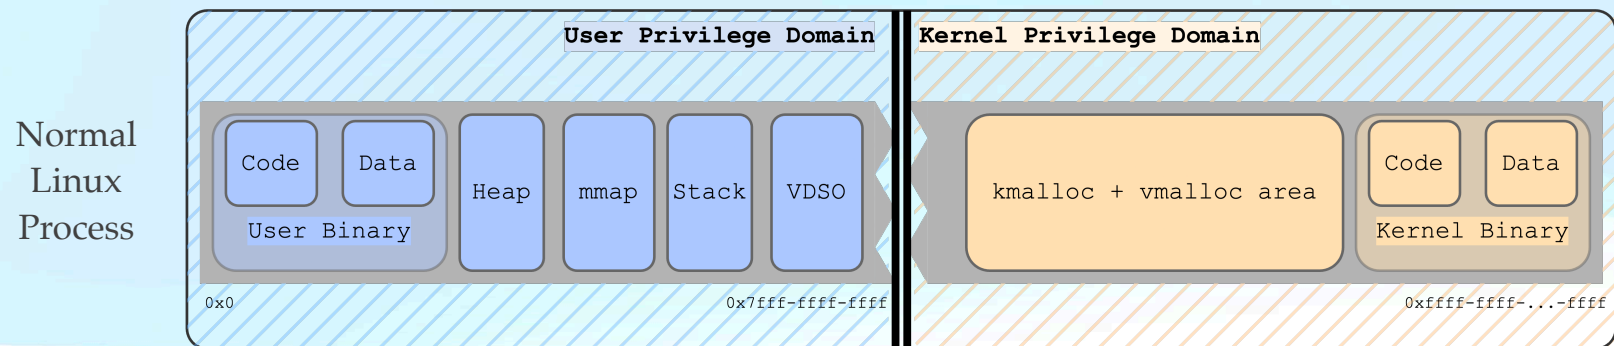 Normal
Linux
Process
User Privilege Domain
Kernel Privilege Domain
Code
Data
User Binary
Heap
mmap
Stack
VDSO
kmalloc + vmalloc area
Code
Data
Kernel Binary
0x0
0x7fff-ffff-ffff
0xffff-ffff-...-ffff